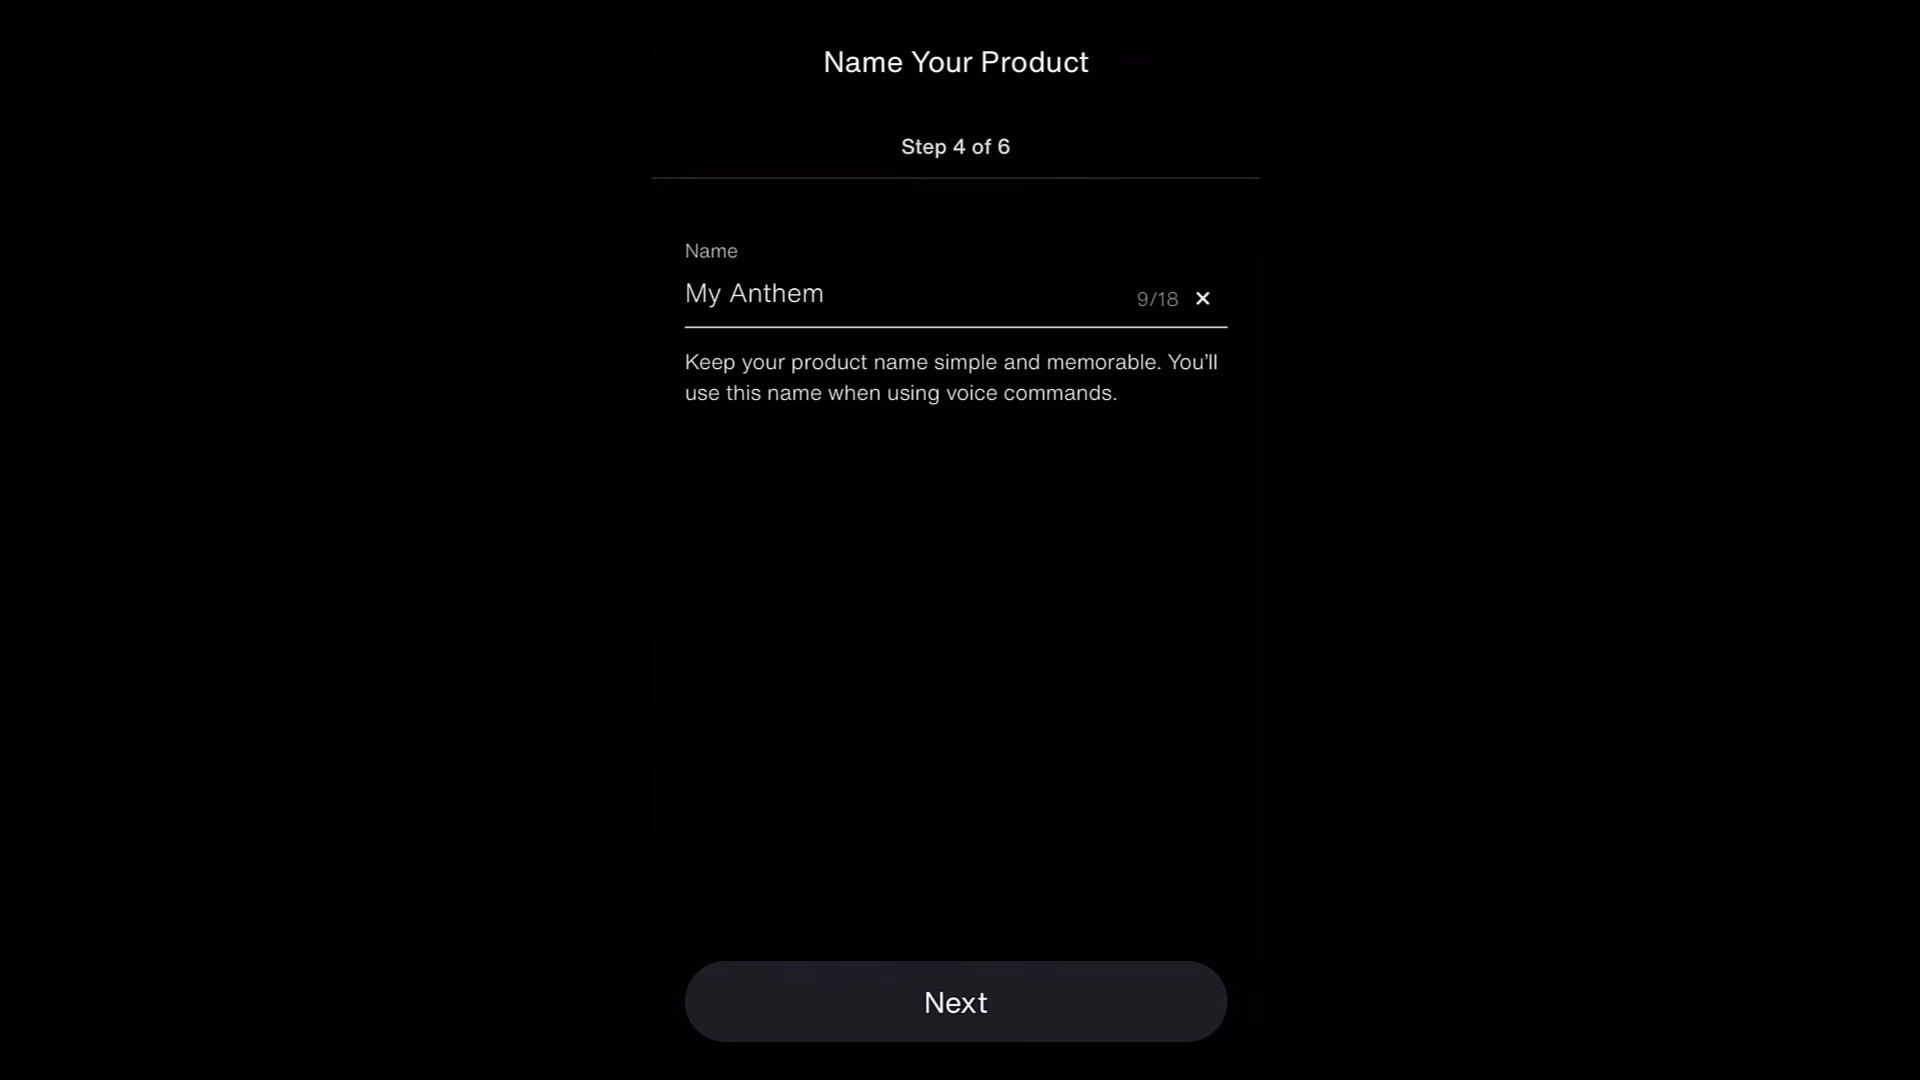 Name Your Product
Step 4 of 6
Name
My Anthem
9/18 ✕
Keep your product name simple and memorable. You’ll
use this name when using voice commands.
Next